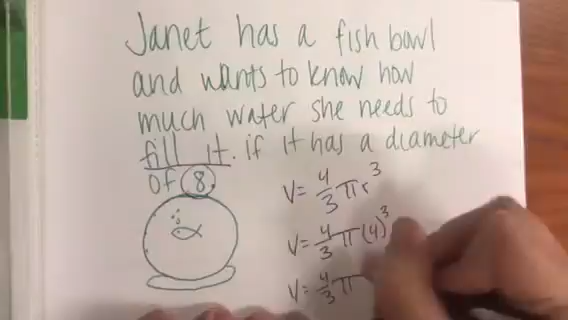 Janet has a fish bowl
and wants to know how
much water she needs to
fill it. if it has a diameter
of 8.
V = 4/3 π r³
V = 4/3 π (4)³
V = 4/3 π